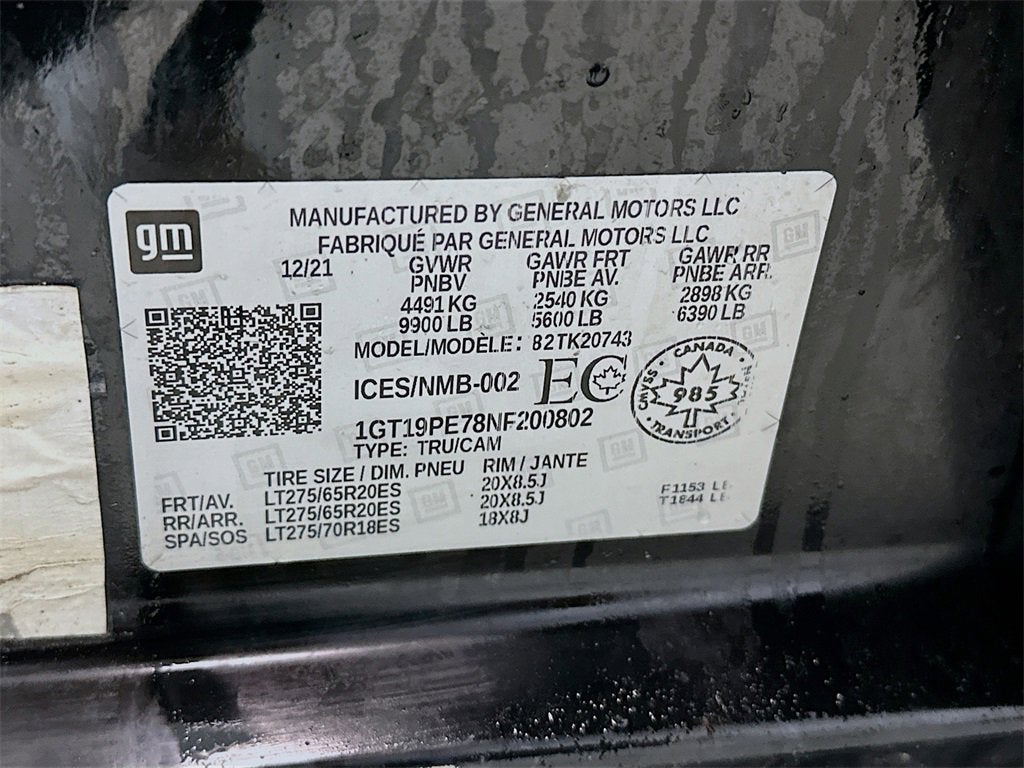 gm
MANUFACTURED BY GENERAL MOTORS LLC
FABRIQUÉ PAR GENERAL MOTORS LLC
12/21 GVWR GAWR FRT GAWR RR
PNBV PNBE AV. PNBE ARR.
4491 KG 2540 KG 2898 KG
9900 LB 5600 LB 6390 LB
MODEL/MODÈLE: 82TK20743
ICES/NMB-002 EC
CANADA
985
TRANSPORT
CMVSS
1GT19PE78NF200802
TYPE: TRU/CAM
TIRE SIZE / DIM. PNEU RIM / JANTE
FRT/AV. LT275/65R20ES 20X8.5J
RR/ARR. LT275/65R20ES 20X8.5J
SPA/SOS LT275/70R18ES 18X8J
F1153 LB
T1844 LB